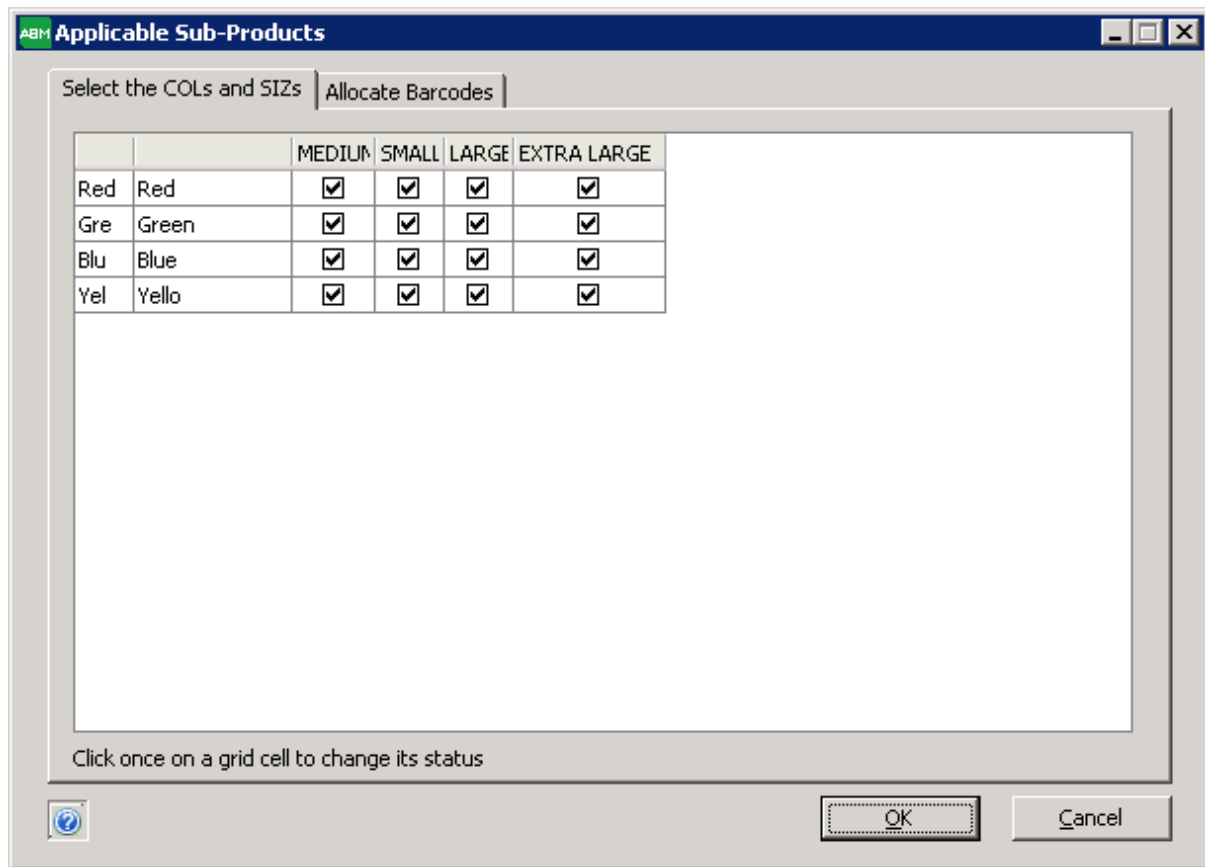 ABM Applicable Sub-Products
Select the COLs and SIZs Allocate Barcodes
MEDIUM SMALL LARGE EXTRA LARGE
Red Red
Gre Green
Blu Blue
Yel Yello
Click once on a grid cell to change its status
? OK Cancel